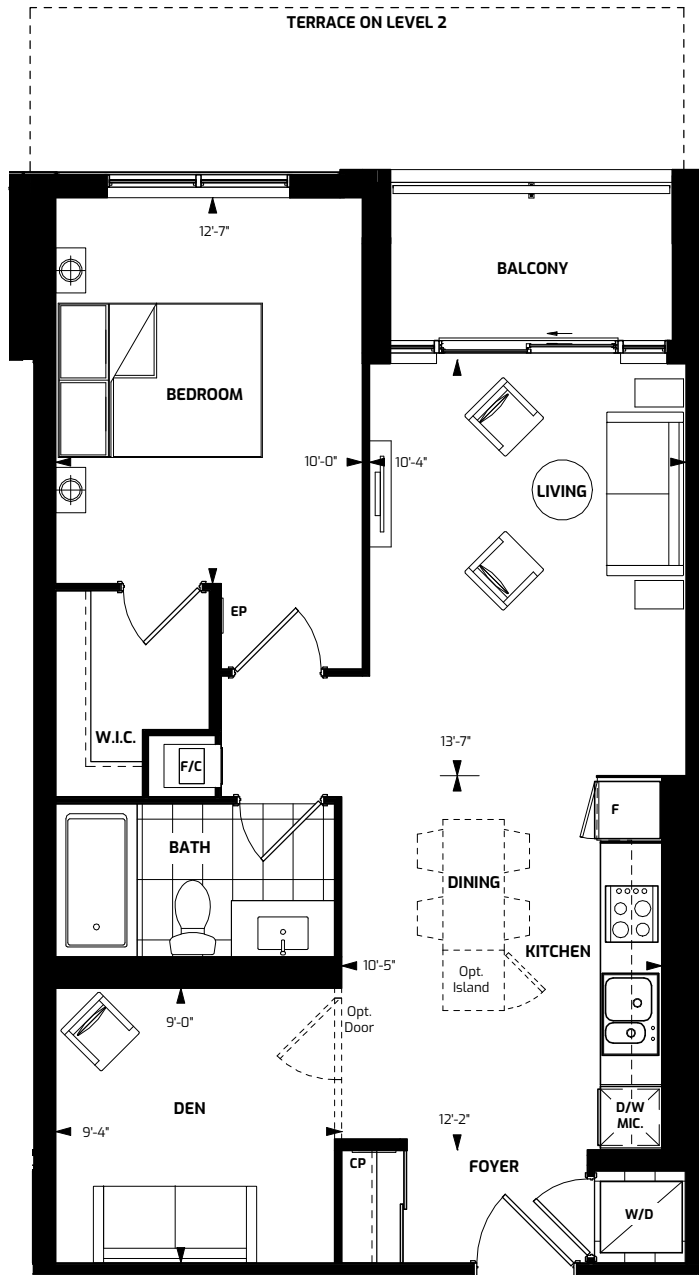 TERRACE ON LEVEL 2
12'-7"
BALCONY
BEDROOM
10'-0"
10'-4"
LIVING
EP
W.I.C.
F/C
13'-7"
F
BATH
DINING
KITCHEN
10'-5"
Opt.
Island
9'-0"
Opt.
Door
DEN
9'-4"
12'-2"
D/W
MIC.
CP
FOYER
W/D